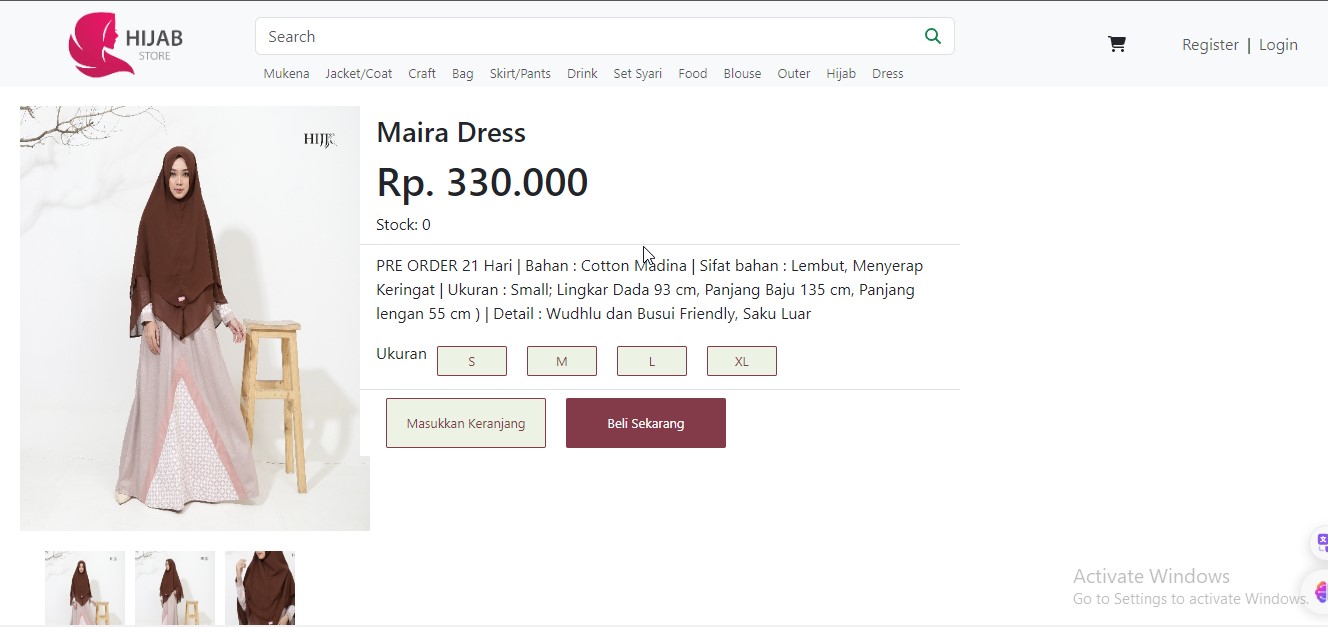 HIJAB
STORE
Search
Register | Login
Mukena Jacket/Coat Craft Bag Skirt/Pants Drink Set Syari Food Blouse Outer Hijab Dress
Maira Dress
Rp. 330.000
Stock: 0
PRE ORDER 21 Hari | Bahan : Cotton Madina | Sifat bahan : Lembut, Menyerap
Keringat | Ukuran : Small; Lingkar Dada 93 cm, Panjang Baju 135 cm, Panjang
lengan 55 cm ) | Detail : Wudhlu dan Busui Friendly, Saku Luar
Ukuran S M L XL
Masukkan Keranjang Beli Sekarang
Activate Windows
Go to Settings to activate Windows.